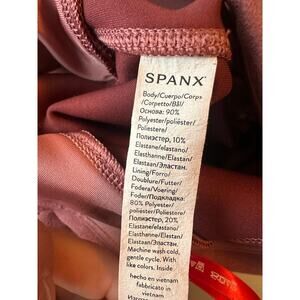 SPANX®
Body/Cuerpo/Corps
/Corpetto/Bål/
Основа: 90%
Polyester/poliéster/
Poliestere/
Полиэстер, 10%
Elastane/elastano/
Elasthanne/Elastan/
Elastaan/Эластан.
Lining/Forro/
Doublure/Futter/
Fodera/Voering/
Foder/Подкладка:
80% Polyester/
poliéster/Poliestere/
Полиэстер, 20%
Elastane/elastano/
Elasthanne/Elastan/
Elastaan/Эластан.
Machine wash cold,
gentle cycle. With
like colors. Inside
hecho en vietnam
fabbricato in
vietnam